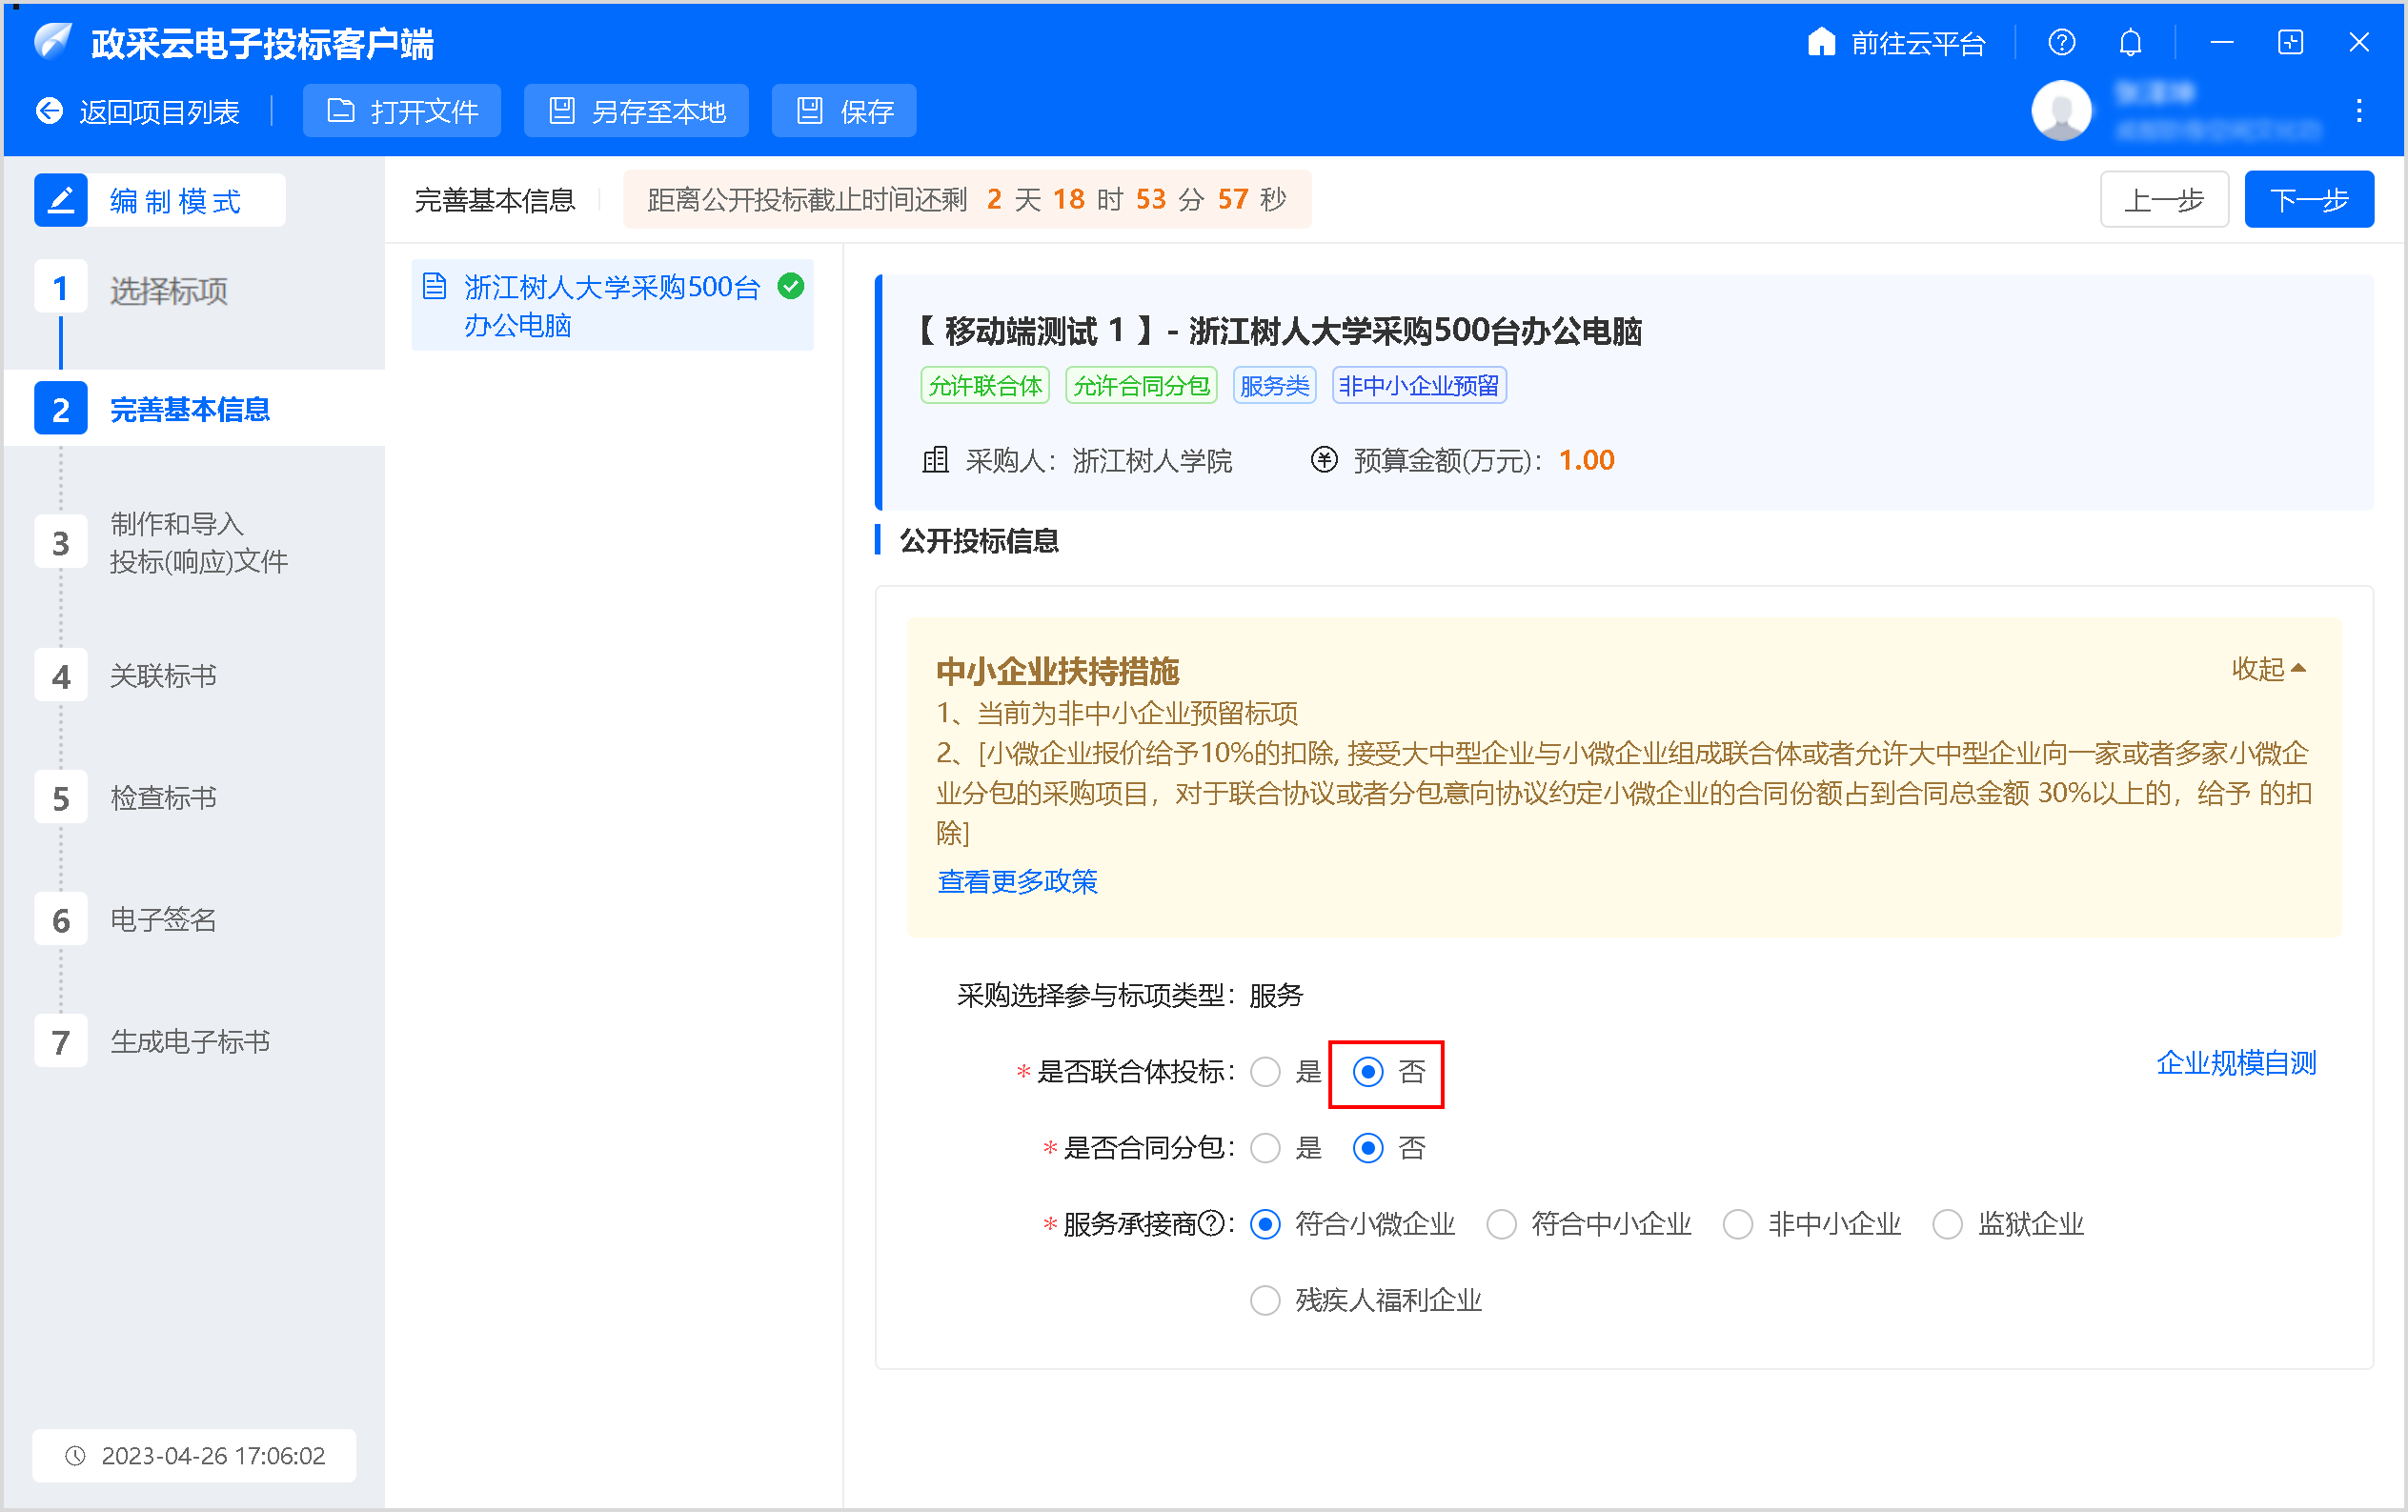 政采云电子投标客户端
前往云平台
返回项目列表
打开文件
另存至本地
保存
编制模式
完善基本信息
距离公开投标截止时间还剩 2 天 18 时 53 分 57 秒
上一步
下一步
1 选择标项
2 完善基本信息
3 制作和导入
投标(响应)文件
4 关联标书
5 检查标书
6 电子签名
7 生成电子标书
2023-04-26 17:06:02
浙江树人大学采购500台
办公电脑
【 移动端测试 1 】- 浙江树人大学采购500台办公电脑
允许联合体 允许合同分包 服务类 非中小企业预留
采购人：浙江树人学院 预算金额(万元)：1.00
公开投标信息
中小企业扶持措施
收起
1、当前为非中小企业预留标项
2、[小微企业报价给予10%的扣除, 接受大中型企业与小微企业组成联合体或者允许大中型企业向一家或者多家小微企
业分包的采购项目，对于联合协议或者分包意向协议约定小微企业的合同份额占到合同总金额 30%以上的，给予 的扣
除]
查看更多政策
采购选择参与标项类型：服务
* 是否联合体投标： 是 否
企业规模自测
* 是否合同分包： 是 否
* 服务承接商?： 符合小微企业 符合中小企业 非中小企业 监狱企业
残疾人福利企业